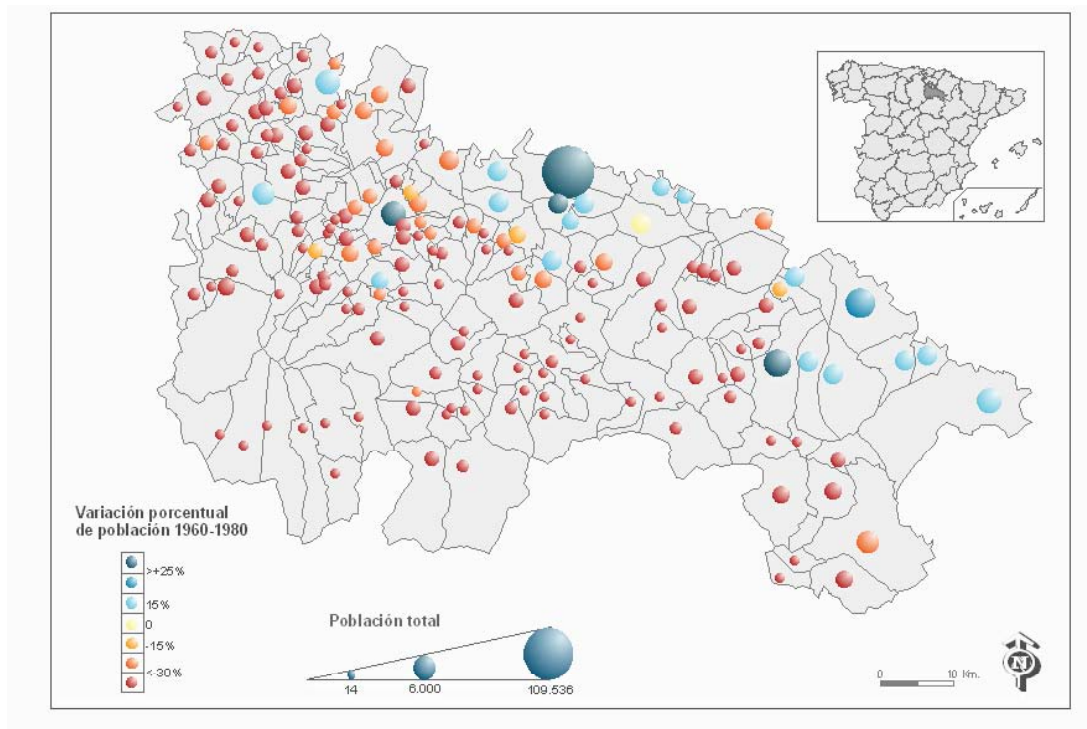 Variación porcentual
de población 1960-1980
>+25%
15%
0
-15%
<-30%
Población total
14
6.000
109.536
0 10 Km.
N